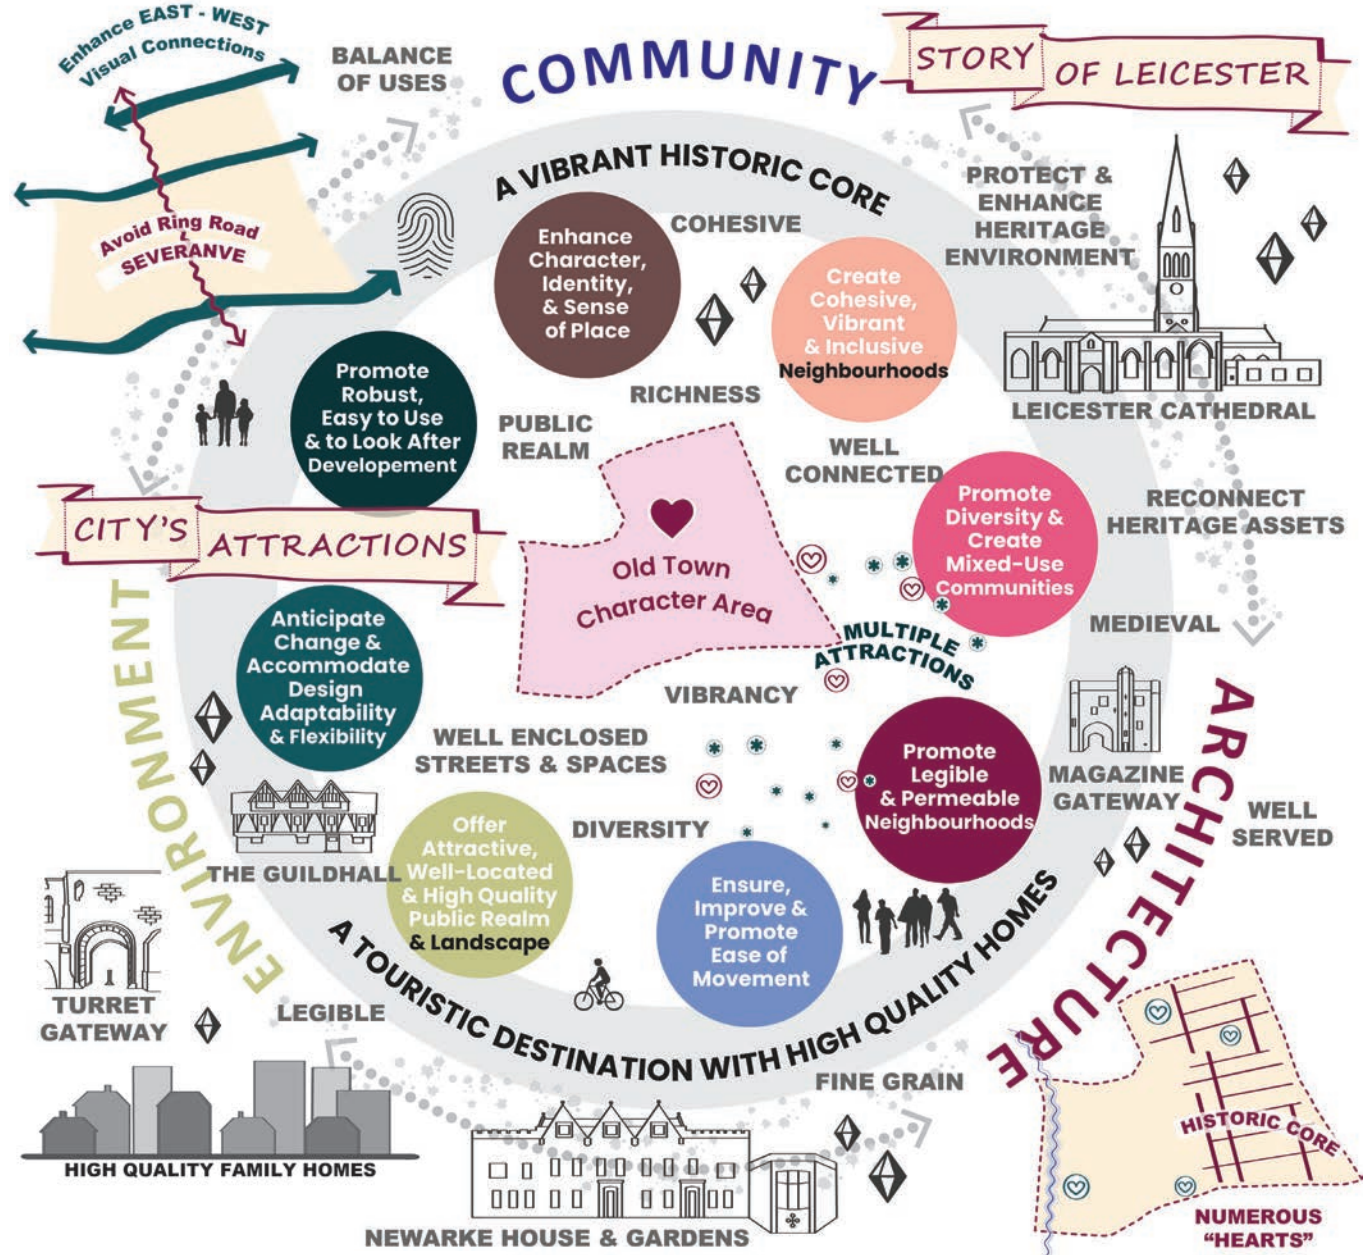 Enhance EAST - WEST
Visual Connections
BALANCE
OF USES
COMMUNITY
STORY
OF LEICESTER
Avoid Ring Road
SEVERANVE
A VIBRANT HISTORIC CORE
PROTECT &
ENHANCE
HERITAGE
ENVIRONMENT
Enhance
Character,
Identity,
& Sense
of Place
COHESIVE
Create
Cohesive,
Vibrant
& Inclusive
Neighbourhoods
LEICESTER CATHEDRAL
Promote
Robust,
Easy to Use
& to Look After
Developement
RICHNESS
PUBLIC
REALM
WELL
CONNECTED
Promote
Diversity &
Create
Mixed-Use
Communities
RECONNECT
HERITAGE ASSETS
CITY'S
ATTRACTIONS
Old Town
Character Area
ENVIRONMENT
Anticipate
Change &
Accommodate
Design
Adaptability
& Flexibility
MULTIPLE
ATTRACTIONS
MEDIEVAL
VIBRANCY
WELL ENCLOSED
STREETS & SPACES
Promote
Legible
& Permeable
Neighbourhoods
MAGAZINE
GATEWAY
ARCHITECTURE
WELL
SERVED
THE GUILDHALL
Offer
Attractive,
Well-Located
& High Quality
Public Realm
& Landscape
DIVERSITY
Ensure,
Improve &
Promote
Ease of
Movement
A TOURISTIC DESTINATION WITH HIGH QUALITY HOMES
TURRET
GATEWAY
LEGIBLE
FINE GRAIN
HIGH QUALITY FAMILY HOMES
NEWARKE HOUSE & GARDENS
HISTORIC CORE
NUMEROUS
"HEARTS"